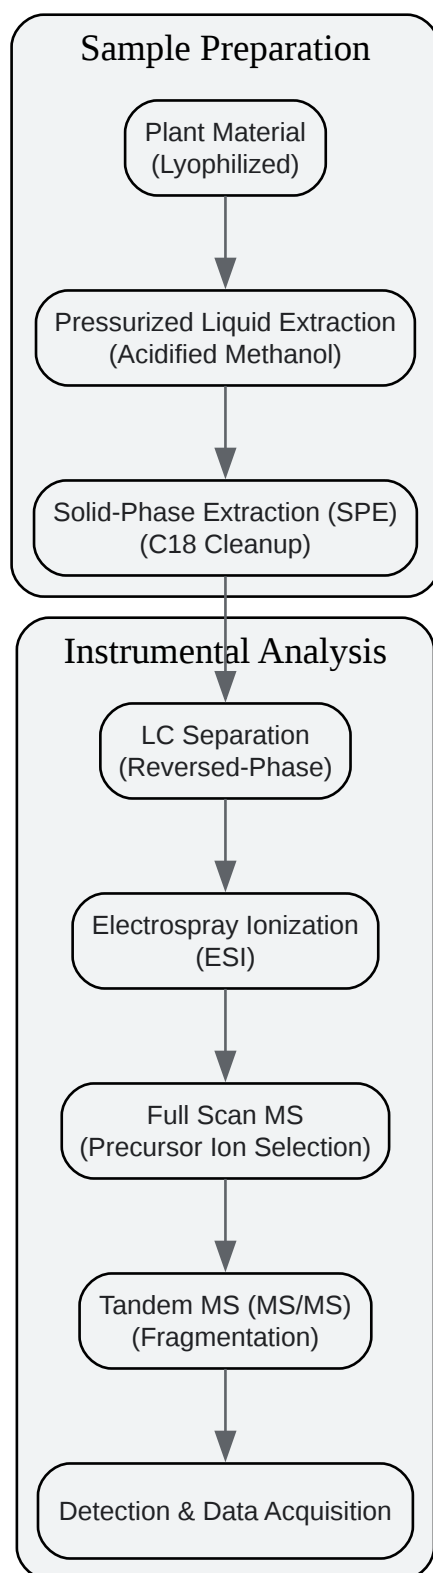 Sample Preparation
Plant Material
(Lyophilized)
Pressurized Liquid Extraction
(Acidified Methanol)
Solid-Phase Extraction (SPE)
(C18 Cleanup)
Instrumental Analysis
LC Separation
(Reversed-Phase)
Electrospray Ionization
(ESI)
Full Scan MS
(Precursor Ion Selection)
Tandem MS (MS/MS)
(Fragmentation)
Detection & Data Acquisition